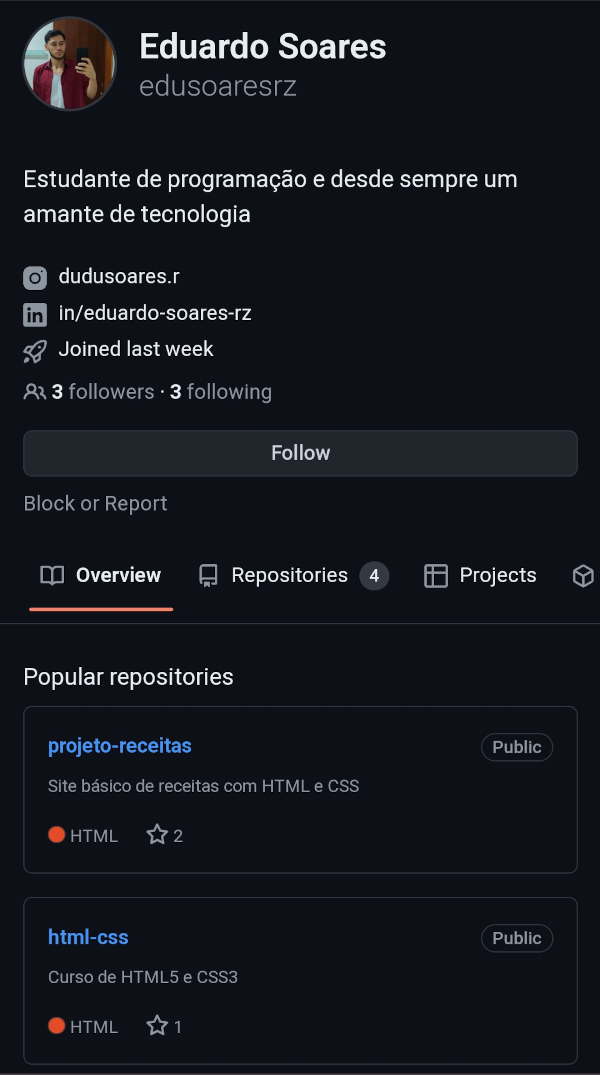 Eduardo Soares
edusoaresrz
Estudante de programação e desde sempre um
amante de tecnologia
dudusoares.r
in/eduardo-soares-rz
Joined last week
3 followers · 3 following
Follow
Block or Report
Overview Repositories 4 Projects
Popular repositories
projeto-receitas Public
Site básico de receitas com HTML e CSS
HTML 2
html-css Public
Curso de HTML5 e CSS3
HTML 1